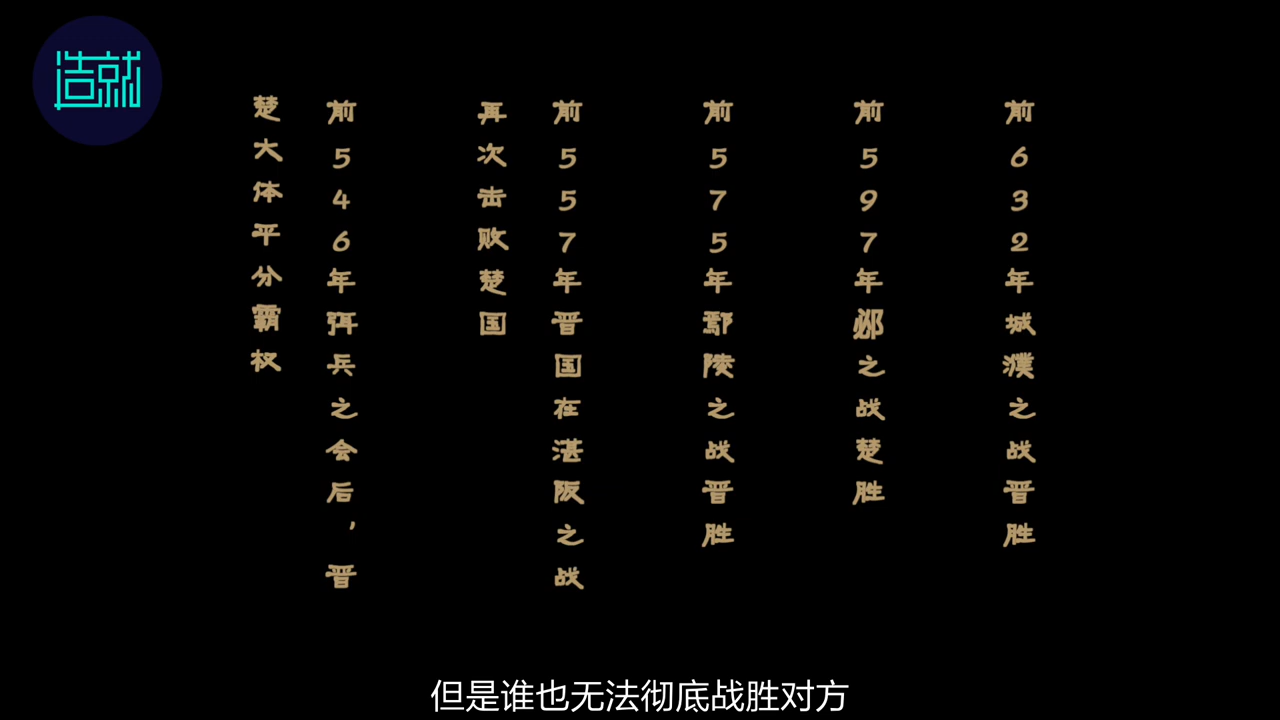 造就
前632年城濮之战晋胜
前597年邲之战楚胜
前575年鄢陵之战晋胜
前557年晋国在湛阪之战
再次击败楚国
前546年弭兵之会后，晋
楚大体平分霸权
但是谁也无法彻底战胜对方